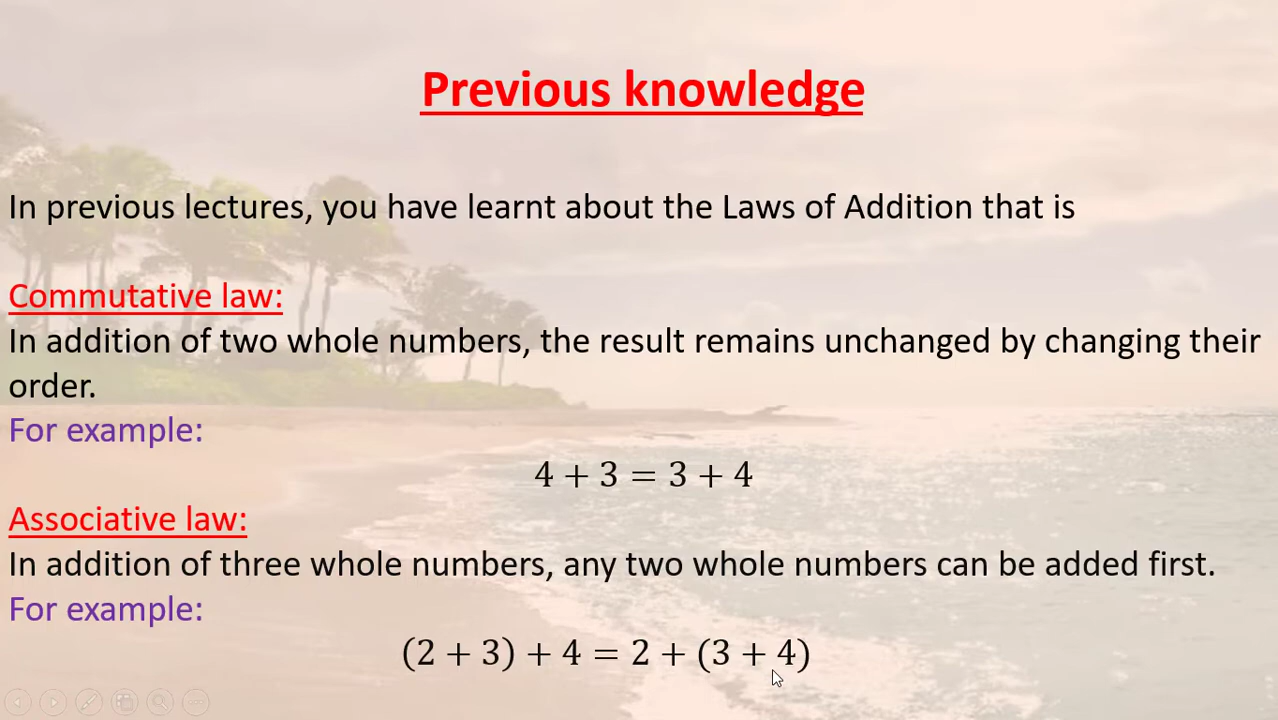 Previous knowledge
In previous lectures, you have learnt about the Laws of Addition that is
Commutative law:
In addition of two whole numbers, the result remains unchanged by changing their
order.
For example:
4 + 3 = 3 + 4
Associative law:
In addition of three whole numbers, any two whole numbers can be added first.
For example:
(2 + 3) + 4 = 2 + (3 + 4)